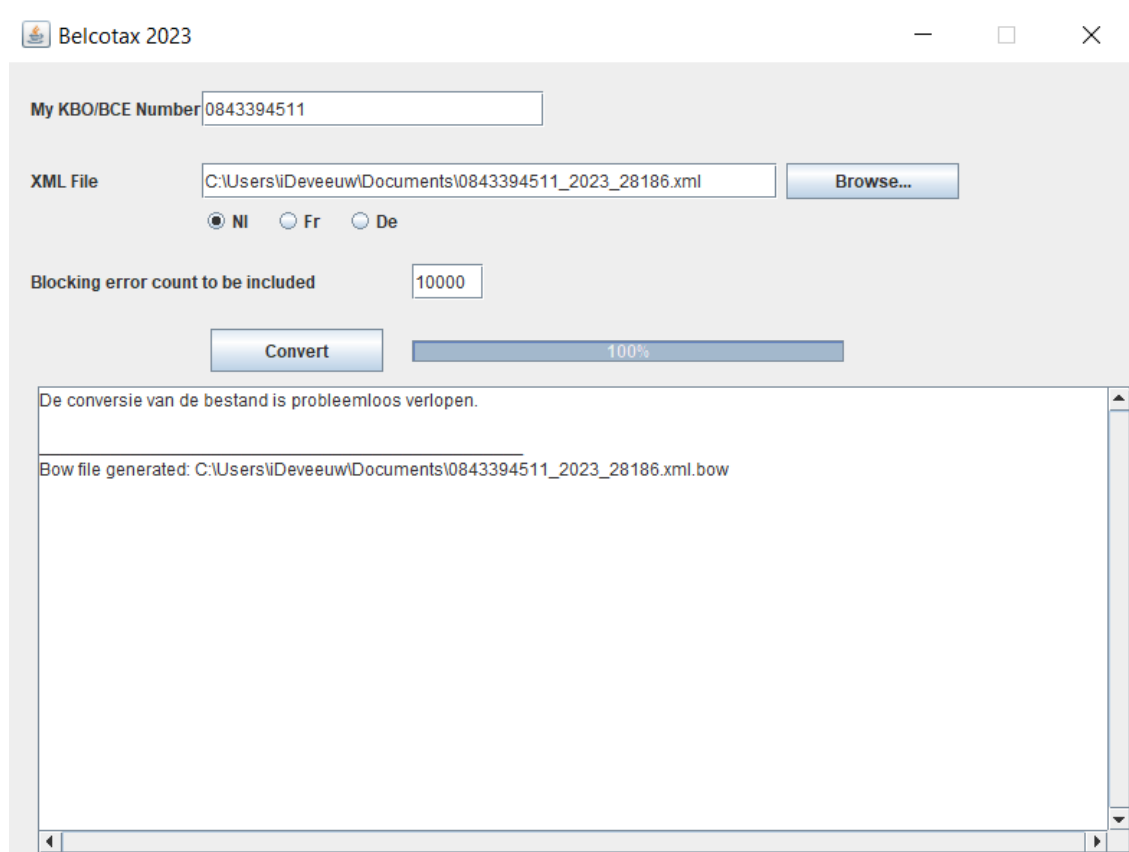 Belcotax 2023
My KBO/BCE Number 0843394511
XML File C:\Users\iDeveeuw\Documents\0843394511_2023_28186.xml Browse...
Nl Fr De
Blocking error count to be included 10000
Convert 100%
De conversie van de bestand is probleemloos verlopen.
Bow file generated: C:\Users\iDeveeuw\Documents\0843394511_2023_28186.xml.bow